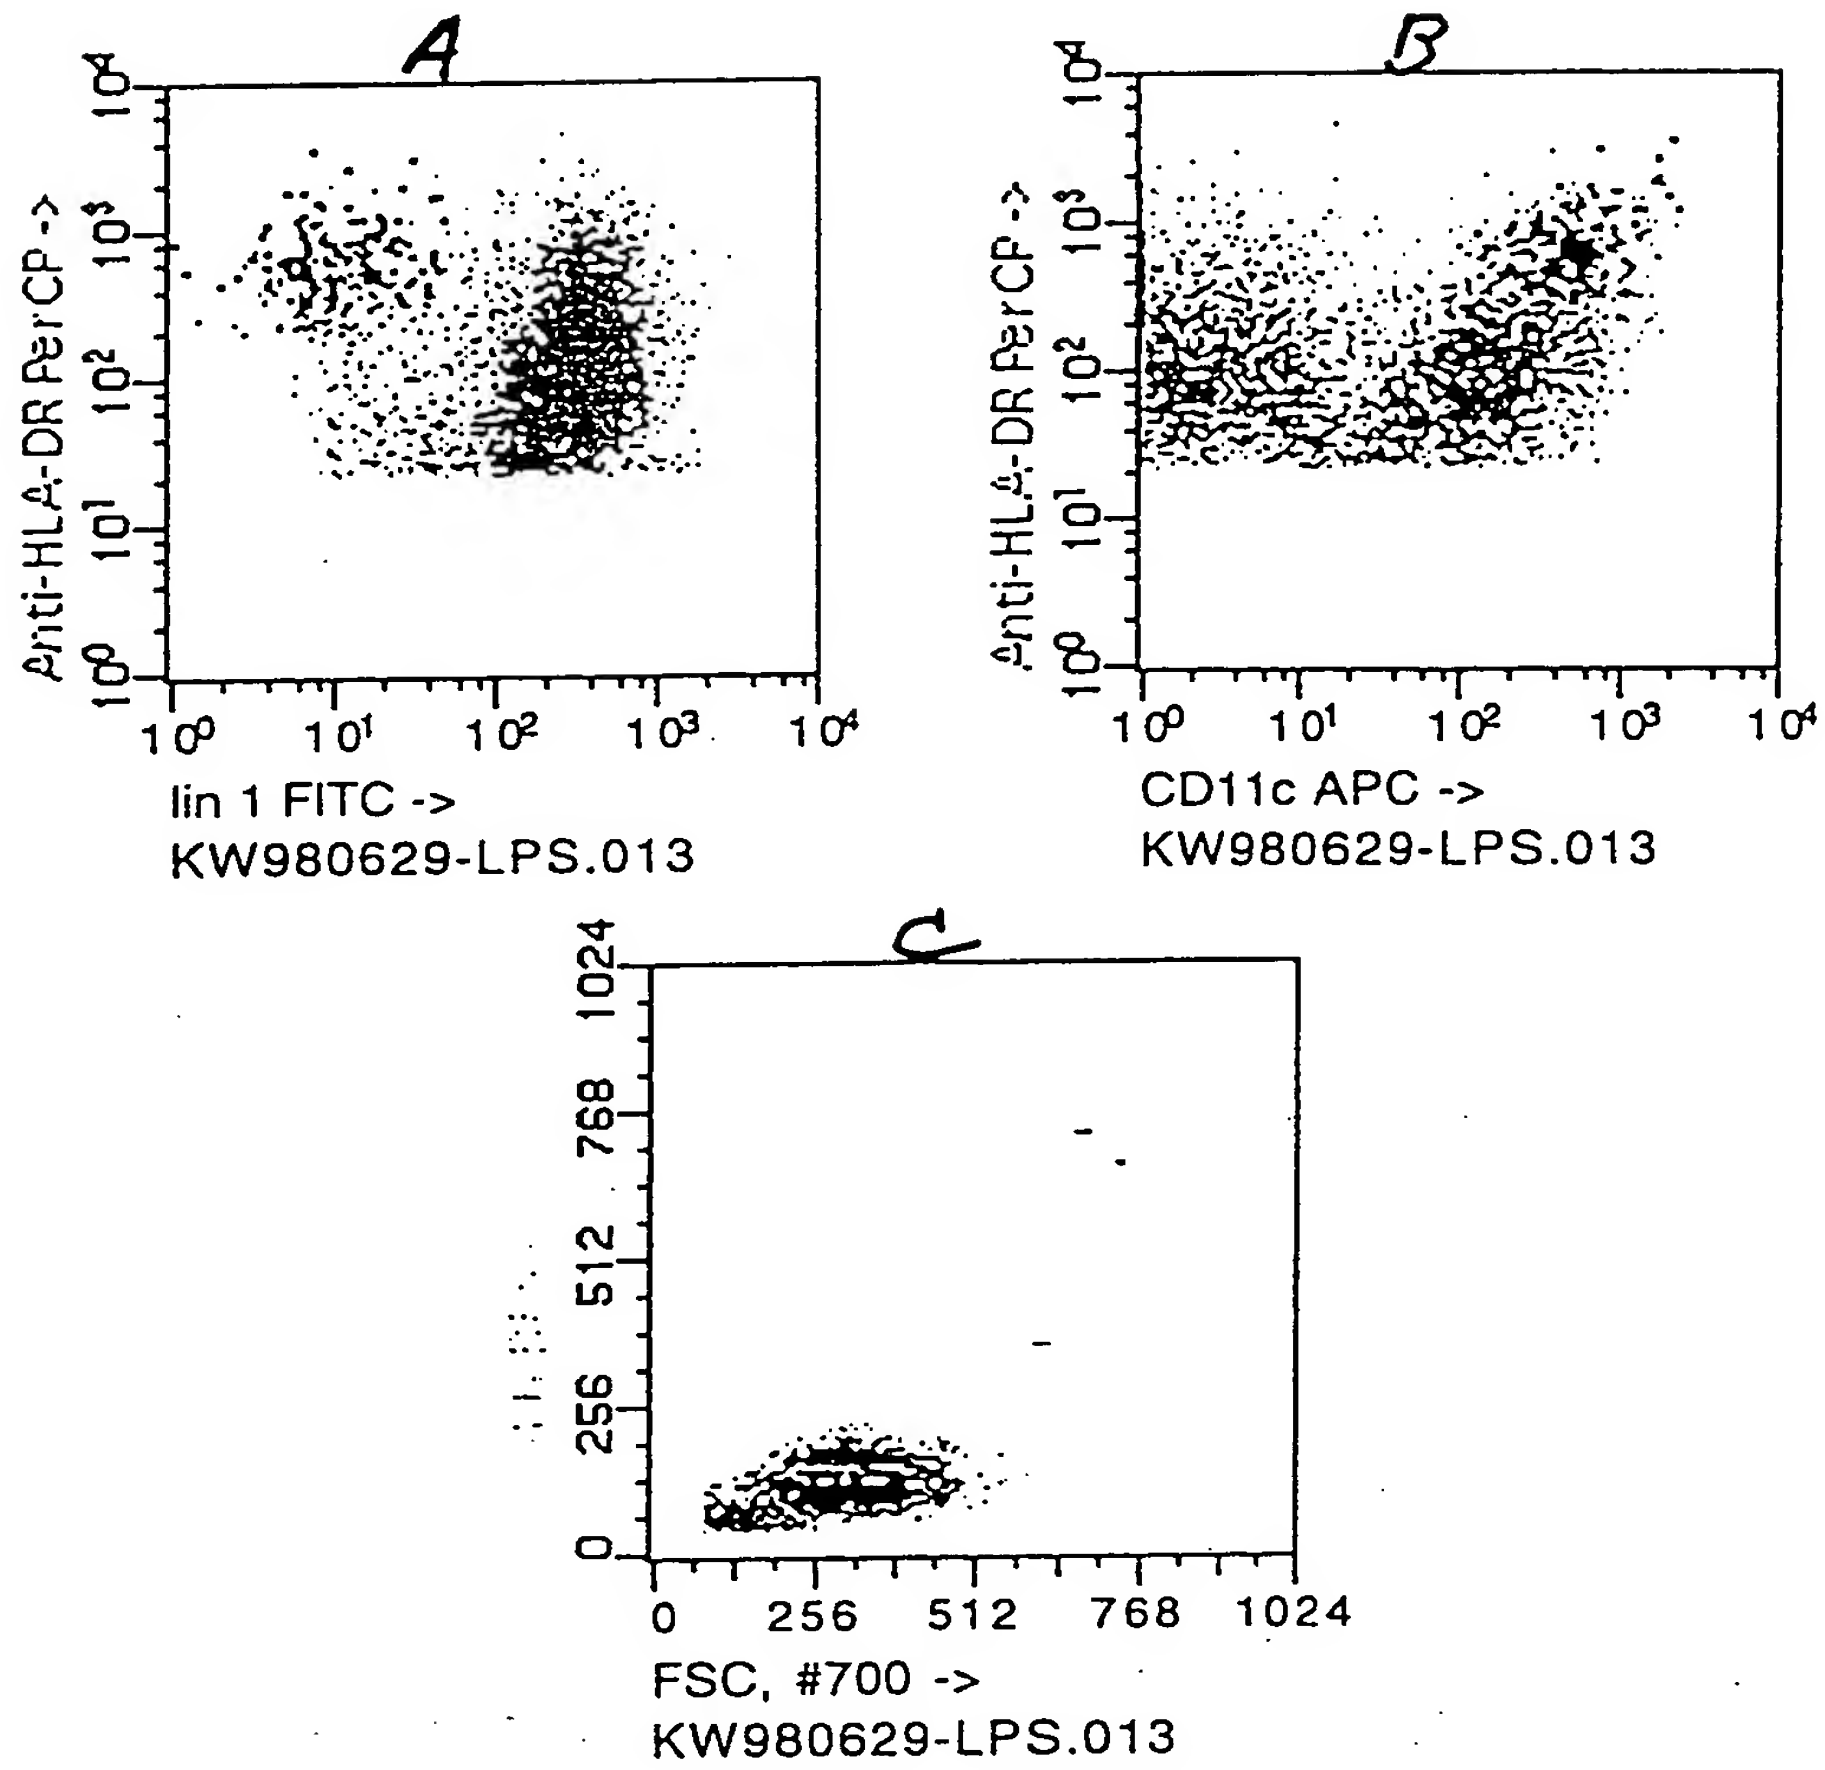 A
10⁴
10³
10²
10¹
10⁰
Anti-HLA-DR PerCP ->
10⁰ 10¹ 10² 10³ 10⁴
lin 1 FITC ->
KW980629-LPS.013
B
10⁴
10³
10²
10¹
10⁰
Anti-HLA-DR PerCP ->
10⁰ 10¹ 10² 10³ 10⁴
CD11c APC ->
KW980629-LPS.013
C
1024
768
512
256
0
0 256 512 768 1024
FSC, #700 ->
KW980629-LPS.013